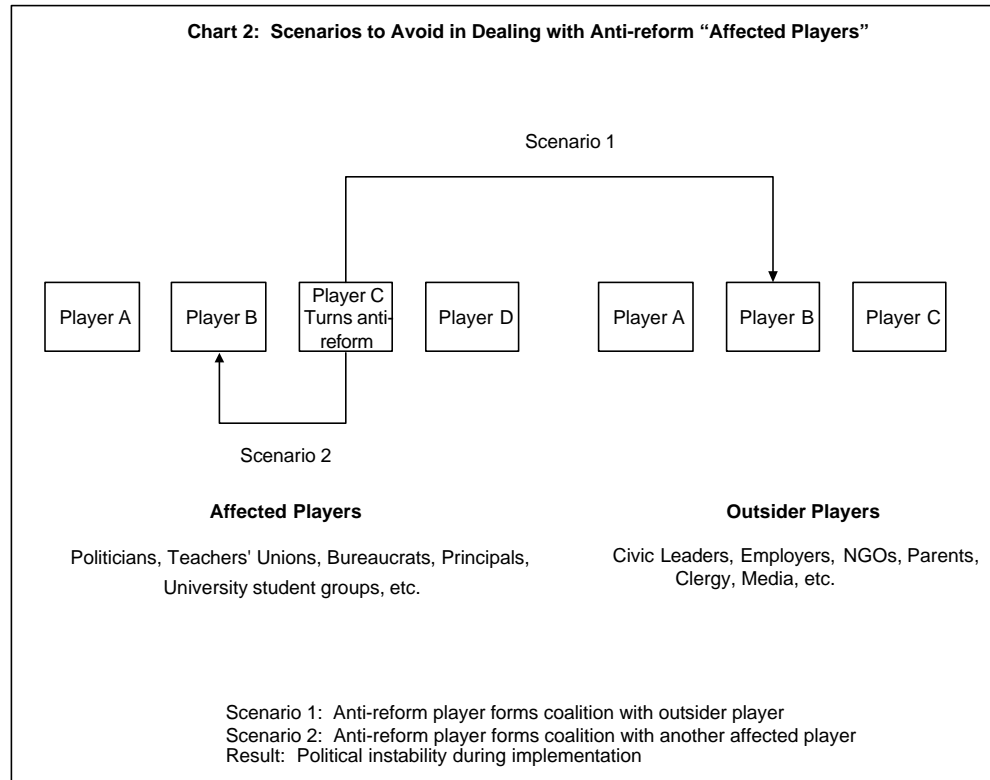 Chart 2: Scenarios to Avoid in Dealing with Anti-reform “Affected Players”
Scenario 1
Player A
Player B
Player C
Turns anti-
reform
Player D
Player A
Player B
Player C
Scenario 2
Affected Players
Politicians, Teachers' Unions, Bureaucrats, Principals,
University student groups, etc.
Outsider Players
Civic Leaders, Employers, NGOs, Parents,
Clergy, Media, etc.
Scenario 1: Anti-reform player forms coalition with outsider player
Scenario 2: Anti-reform player forms coalition with another affected player
Result: Political instability during implementation